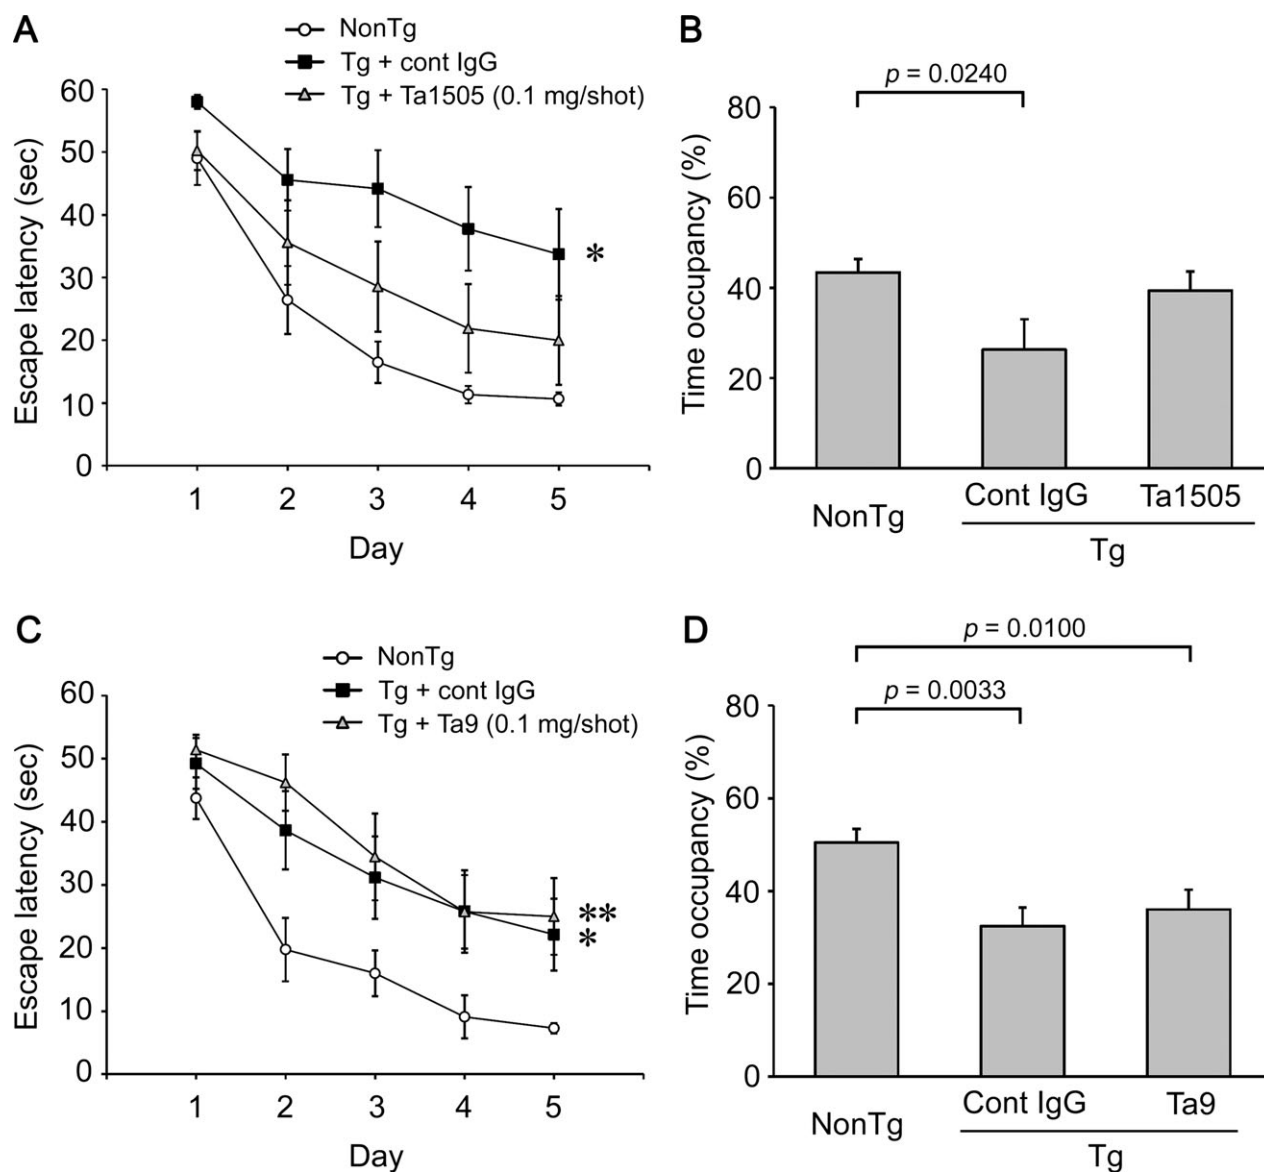 A
NonTg
Tg + cont IgG
Tg + Ta1505 (0.1 mg/shot)
Escape latency (sec)
60
50
40
30
20
10
0
*
1 2 3 4 5
Day
B
p = 0.0240
Time occupancy (%)
80
60
40
20
0
NonTg
Cont IgG Ta1505
Tg
C
NonTg
Tg + cont IgG
Tg + Ta9 (0.1 mg/shot)
Escape latency (sec)
60
50
40
30
20
10
0
**
*
1 2 3 4 5
Day
D
p = 0.0100
p = 0.0033
Time occupancy (%)
80
60
40
20
0
NonTg
Cont IgG Ta9
Tg